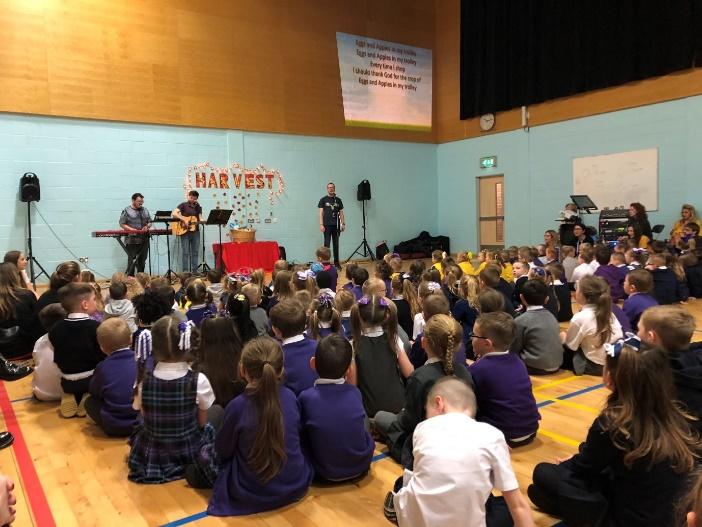 Eggs and Apples in my trolley
Eggs and Apples in my trolley
Every time I shop
I should thank God for the crop of
Eggs and Apples in my trolley
HARVEST